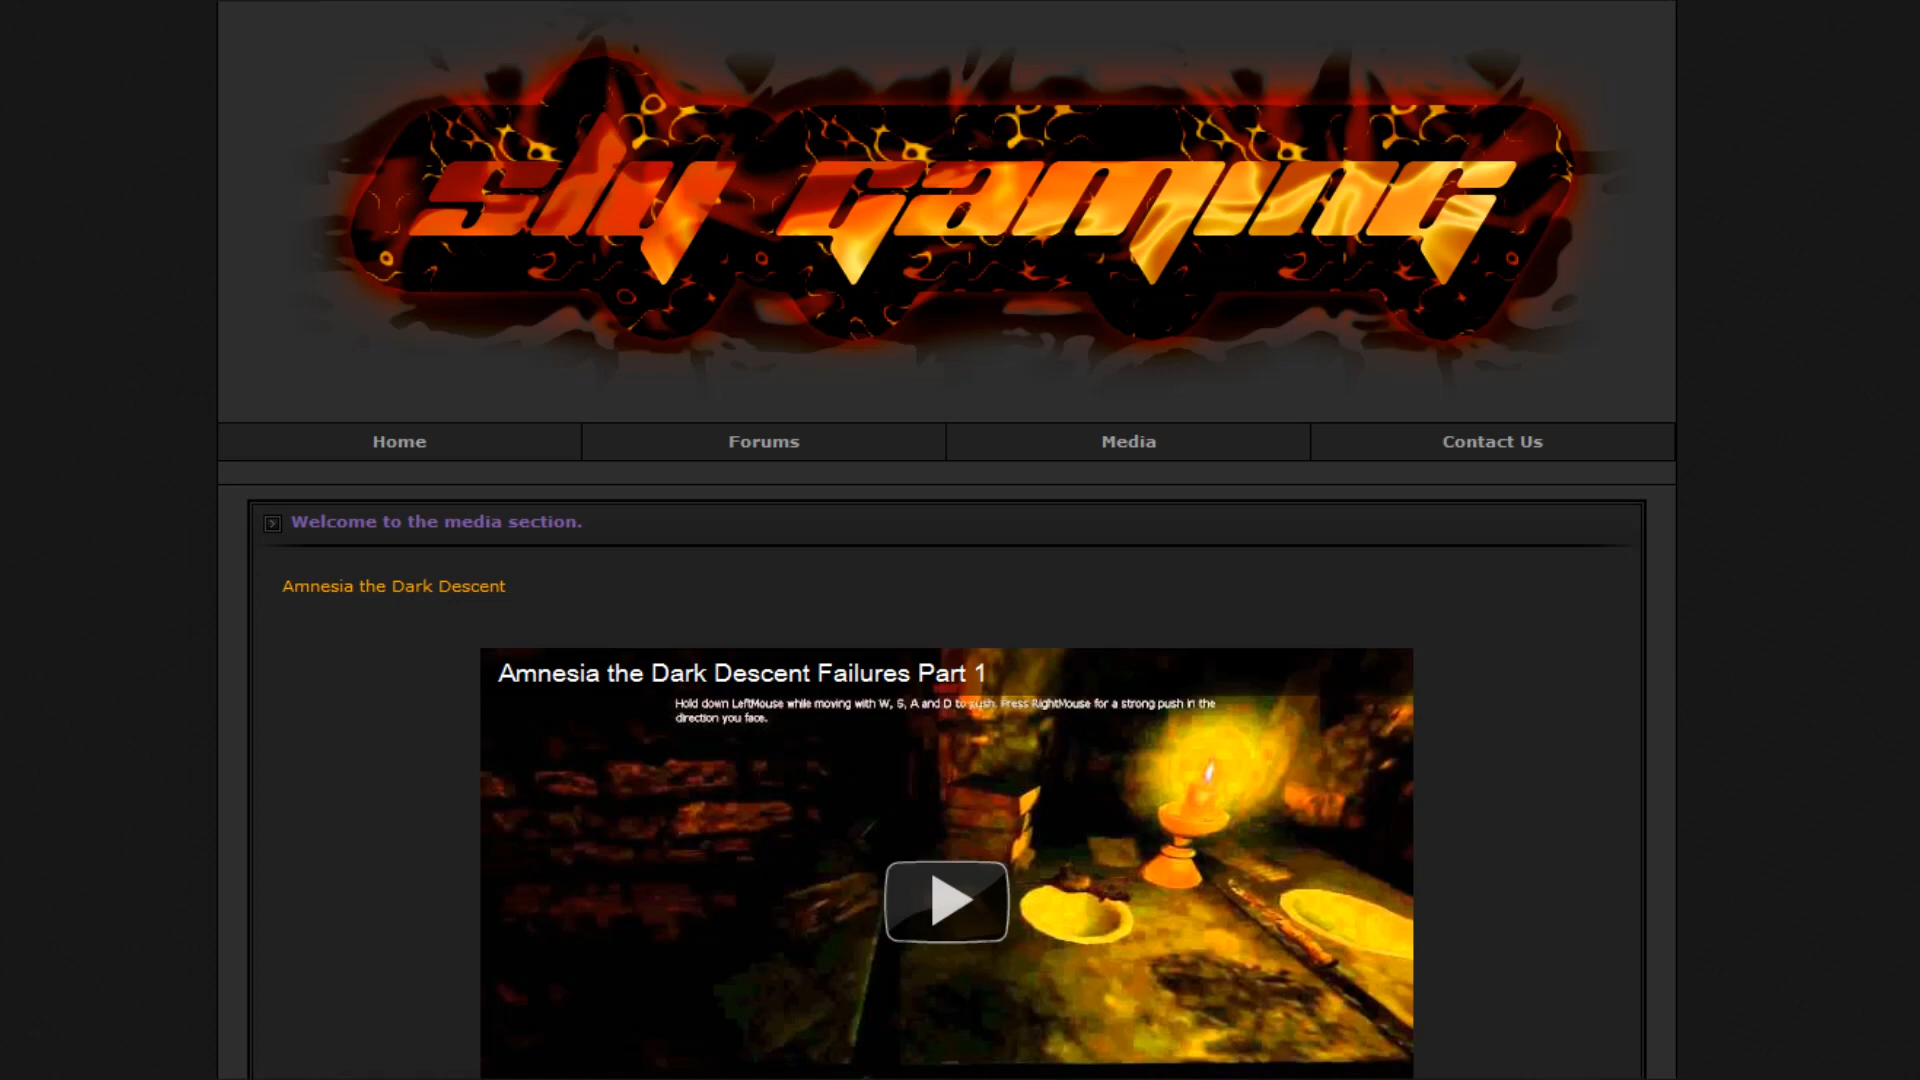 sly gaming
Home
Forums
Media
Contact Us
Welcome to the media section.
Amnesia the Dark Descent
Amnesia the Dark Descent Failures Part 1
Hold down LeftMouse while moving with W, S, A and D to push. Press RightMouse for a strong push in the
direction you face.